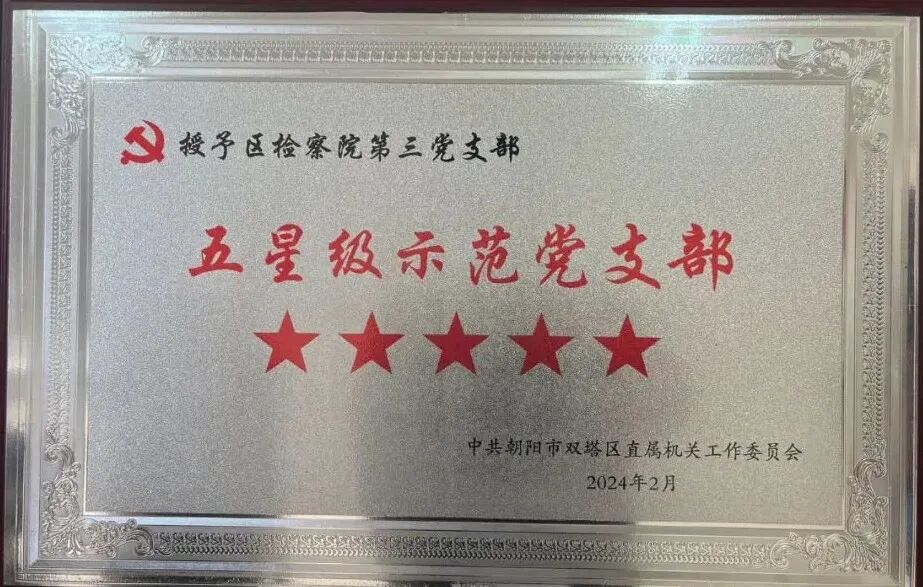 授予区检察院第三党支部
五星级示范党支部
中共朝阳市双塔区直属机关工作委员会
2024年2月